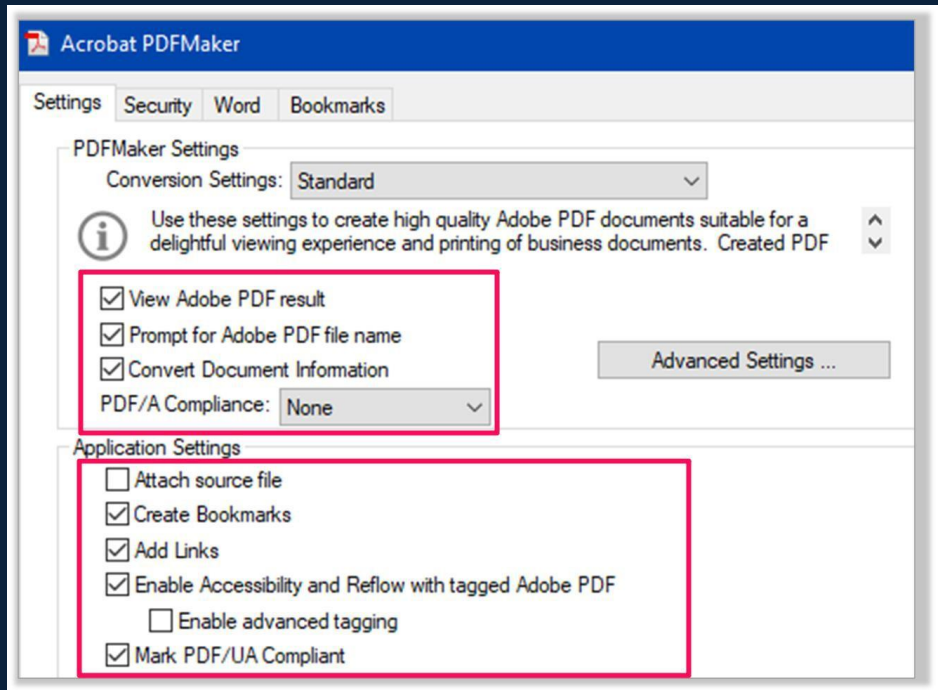 Acrobat PDFMaker
Settings Security Word Bookmarks
PDFMaker Settings
Conversion Settings: Standard
Use these settings to create high quality Adobe PDF documents suitable for a
delightful viewing experience and printing of business documents. Created PDF
View Adobe PDF result
Prompt for Adobe PDF file name
Convert Document Information
Advanced Settings ...
PDF/A Compliance: None
Application Settings
Attach source file
Create Bookmarks
Add Links
Enable Accessibility and Reflow with tagged Adobe PDF
Enable advanced tagging
Mark PDF/UA Compliant